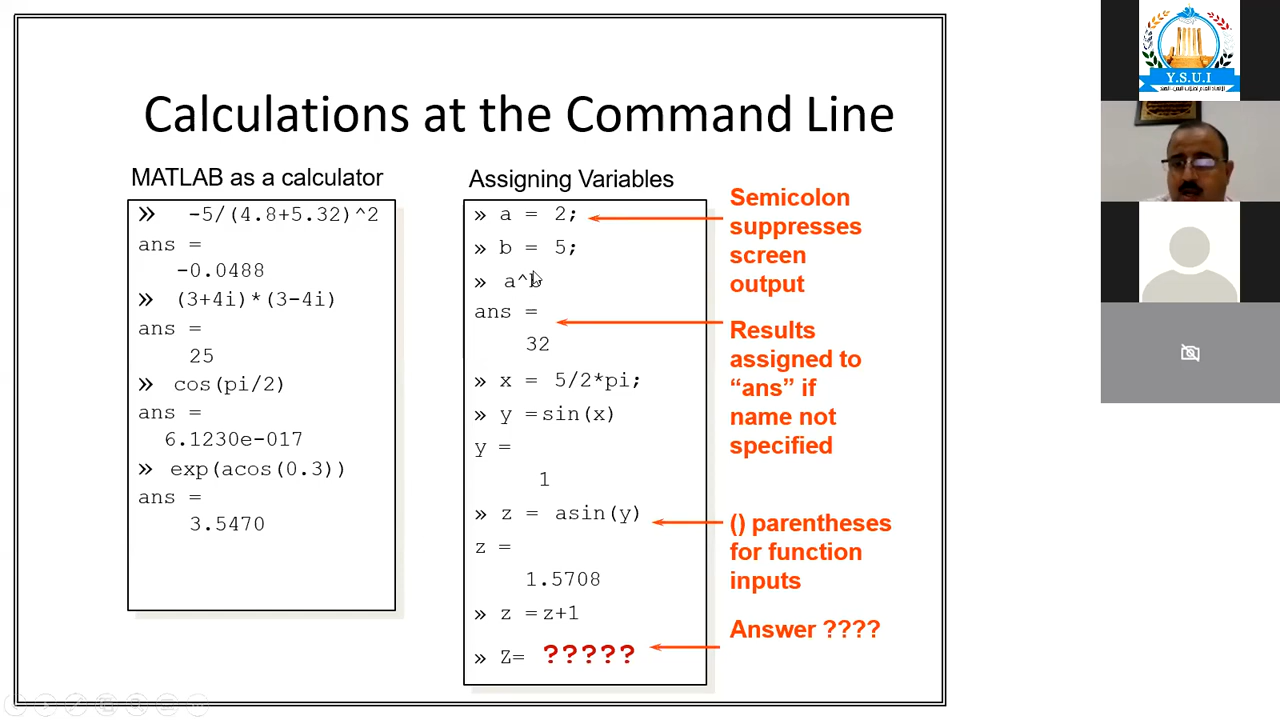 Calculations at the Command Line
MATLAB as a calculator
» -5/(4.8+5.32)^2
ans =
-0.0488
» (3+4i)*(3-4i)
ans =
25
» cos(pi/2)
ans =
6.1230e-017
» exp(acos(0.3))
ans =
3.5470
Assigning Variables
» a = 2;
» b = 5;
» a^b
ans =
32
» x = 5/2*pi;
» y =sin(x)
y =
1
» z = asin(y)
z =
1.5708
» z =z+1
» Z= ?????
Semicolon
suppresses
screen
output
Results
assigned to
“ans” if
name not
specified
() parentheses
for function
inputs
Answer ????
Y.S.U.I